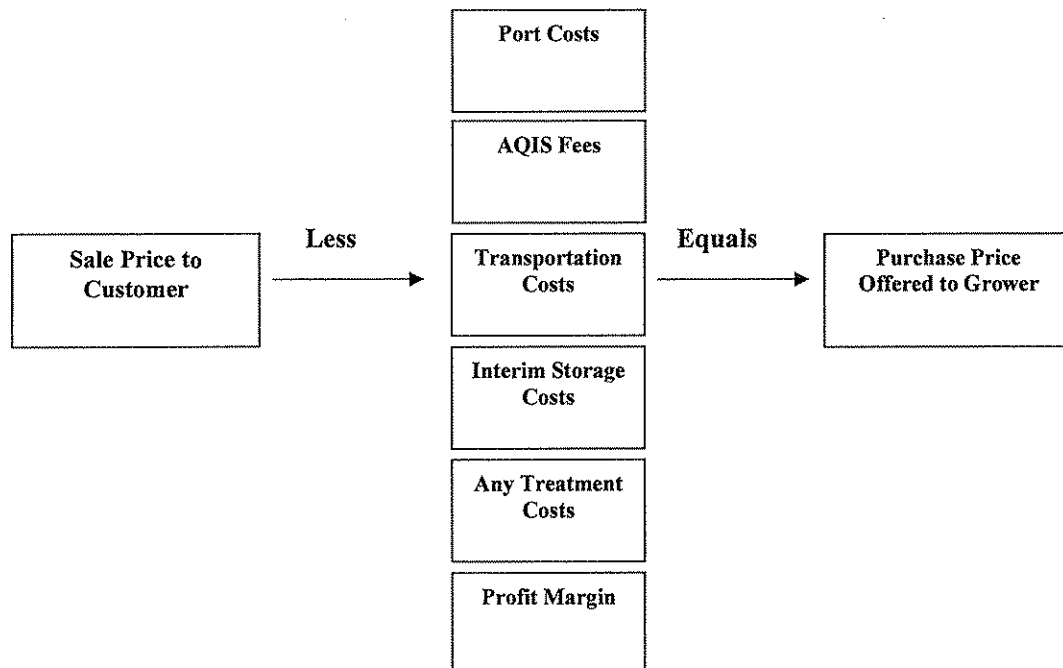 Port Costs
AQIS Fees
Less
Equals
Sale Price to
Customer
Transportation
Costs
Purchase Price
Offered to Grower
Interim Storage
Costs
Any Treatment
Costs
Profit Margin